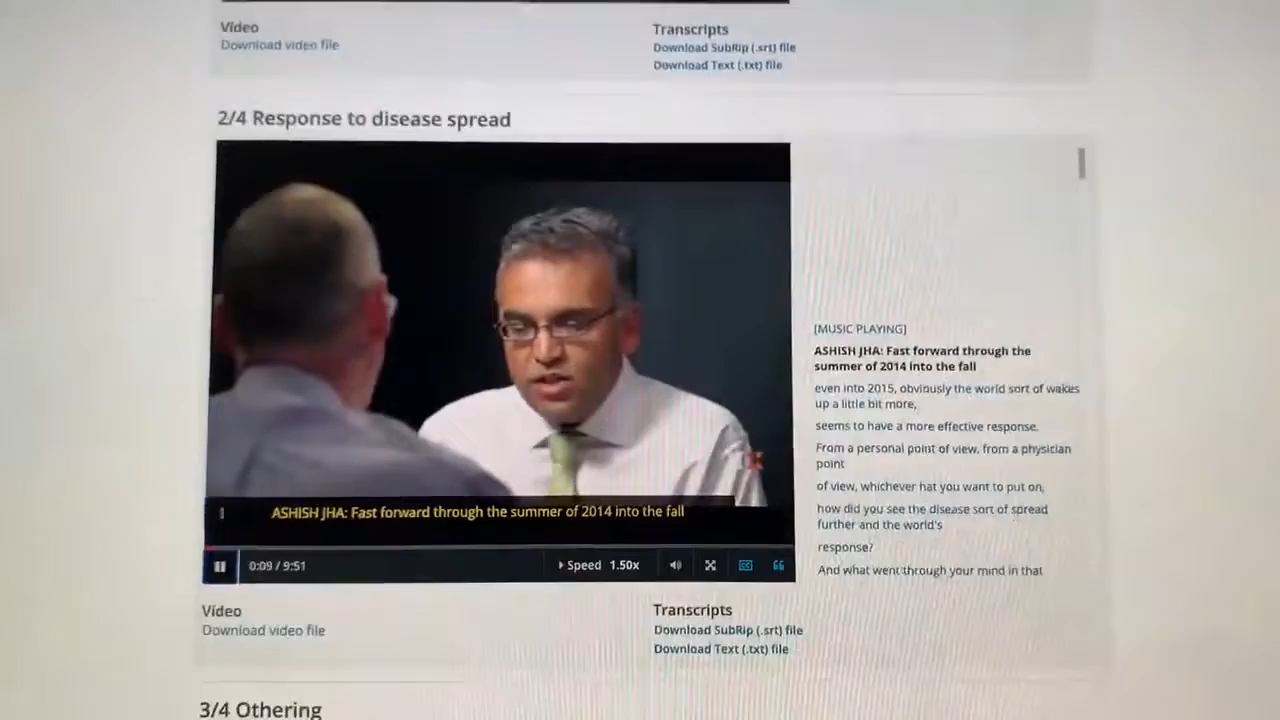 Vídeo
Download video file
Transcripts
Download SubRip (.srt) file
Download Text (.txt) file
2/4 Response to disease spread
[MUSIC PLAYING]
ASHISH JHA: Fast forward through the
summer of 2014 into the fall
even into 2015, obviously the world sort of wakes
up a little bit more,
seems to have a more effective response.
From a personal point of view, from a physician
point
of view, whichever hat you want to put on,
how did you see the disease sort of spread
further and the world's
response?
And what went through your mind in that
ASHISH JHA: Fast forward through the summer of 2014 into the fall
0:09 / 9:51
Speed 1.50x
Vídeo
Download video file
Transcripts
Download SubRip (.srt) file
Download Text (.txt) file
3/4 Othering